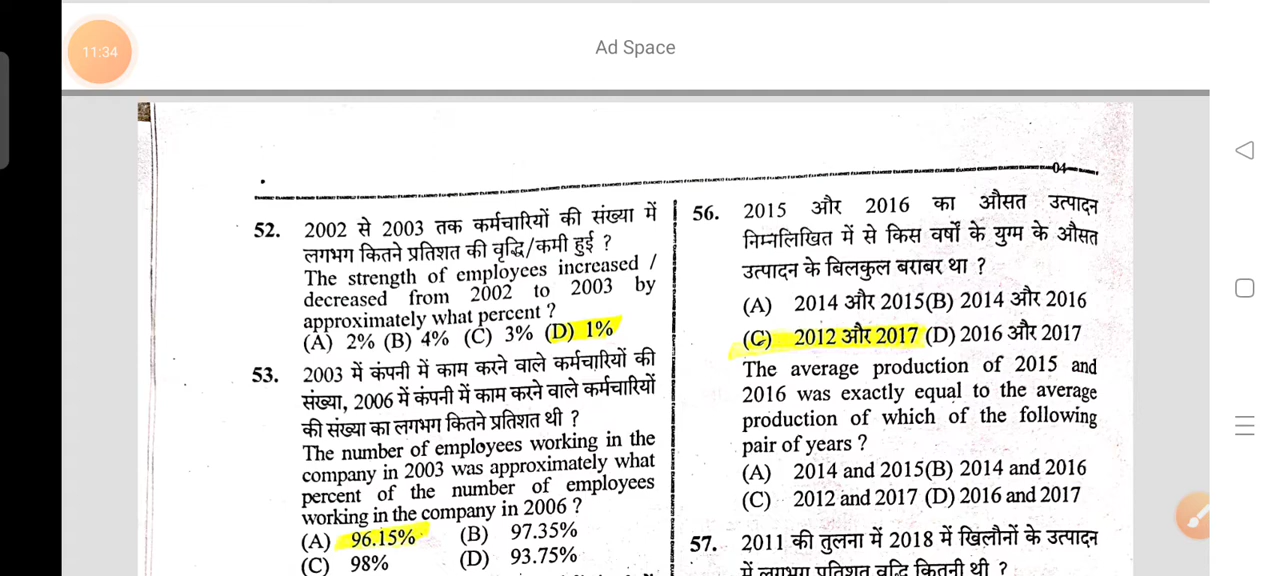 11:34
Ad Space
04
52. 2002 से 2003 तक कर्मचारियों की संख्या में
लगभग कितने प्रतिशत की वृद्धि/कमी हुई ?
The strength of employees increased /
decreased from 2002 to 2003 by
approximately what percent ?
(A) 2% (B) 4% (C) 3% (D) 1%
53. 2003 में कंपनी में काम करने वाले कर्मचारियों की
संख्या, 2006 में कंपनी में काम करने वाले कर्मचारियों
की संख्या का लगभग कितने प्रतिशत थी ?
The number of employees working in the
company in 2003 was approximately what
percent of the number of employees
working in the company in 2006 ?
(A) 96.15% (B) 97.35%
(C) 98% (D) 93.75%
56. 2015 और 2016 का औसत उत्पादन
निम्नलिखित में से किस वर्षों के युग्म के औसत
उत्पादन के बिलकुल बराबर था ?
(A) 2014 और 2015(B) 2014 और 2016
(C) 2012 और 2017 (D) 2016 और 2017
The average production of 2015 and
2016 was exactly equal to the average
production of which of the following
pair of years ?
(A) 2014 and 2015(B) 2014 and 2016
(C) 2012 and 2017 (D) 2016 and 2017
57. 2011 की तुलना में 2018 में खिलौनों के उत्पादन
में लगभग प्रतिशत वृद्धि कितनी थी ?